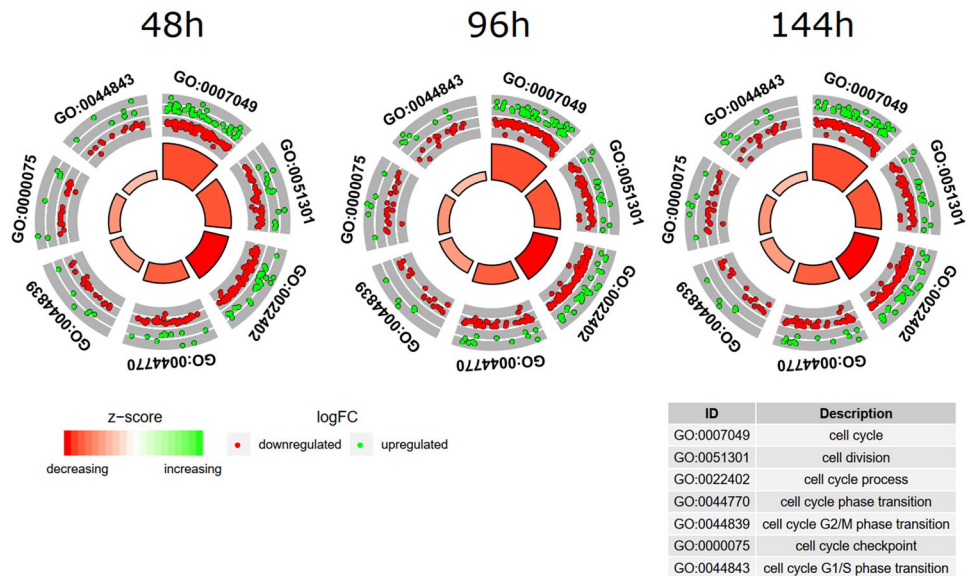 48h
96h
144h
GO:0007049
GO:0051301
GO:0022402
GO:0044770
GO:0044839
GO:0000075
GO:0044843
GO:0007049
GO:0051301
GO:0022402
GO:0044770
GO:0044839
GO:0000075
GO:0044843
GO:0007049
GO:0051301
GO:0022402
GO:0044770
GO:0044839
GO:0000075
GO:0044843
z-score
decreasing increasing
logFC
downregulated upregulated
ID Description
GO:0007049 cell cycle
GO:0051301 cell division
GO:0022402 cell cycle process
GO:0044770 cell cycle phase transition
GO:0044839 cell cycle G2/M phase transition
GO:0000075 cell cycle checkpoint
GO:0044843 cell cycle G1/S phase transition